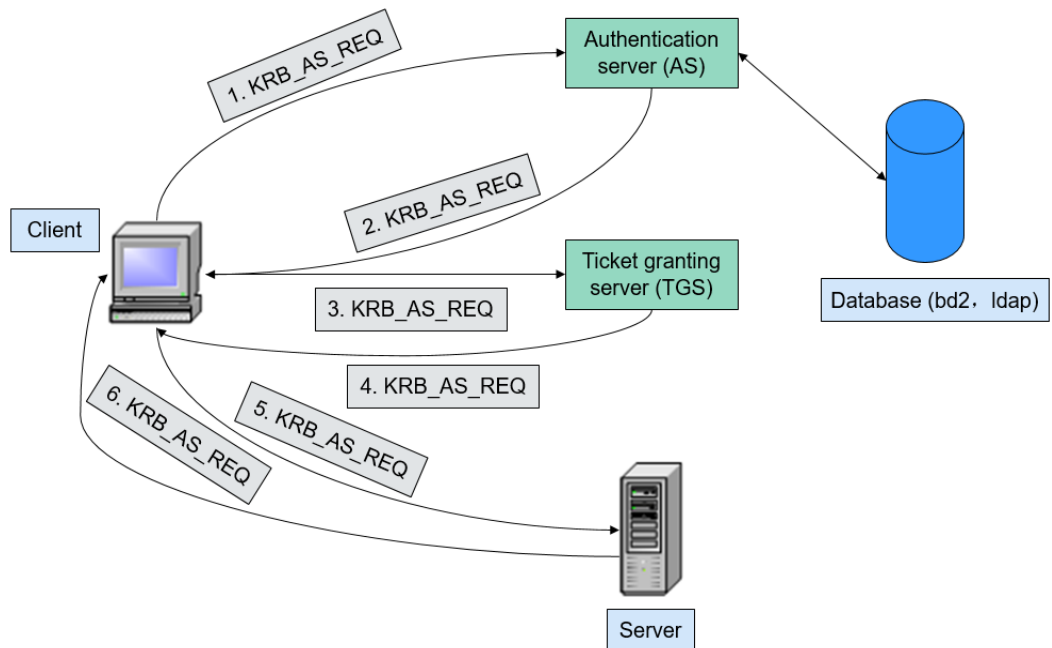 1. KRB_AS_REQ
Authentication
server (AS)
2. KRB_AS_REQ
Client
Ticket granting
server (TGS)
Database (bd2，ldap)
3. KRB_AS_REQ
4. KRB_AS_REQ
6. KRB_AS_REQ
5. KRB_AS_REQ
Server